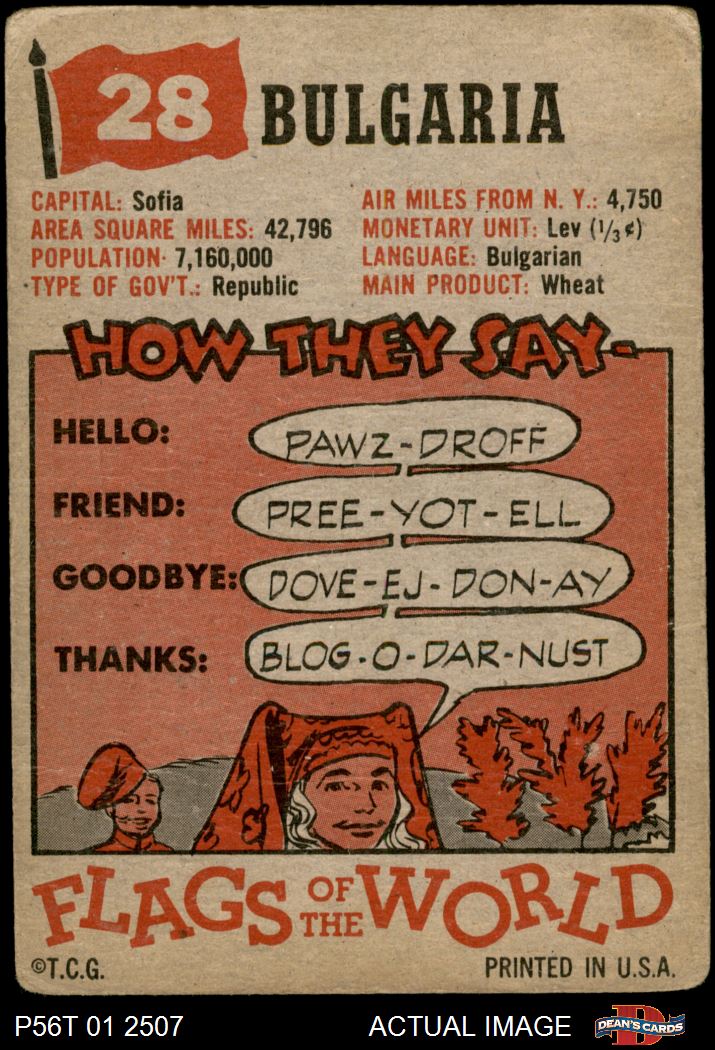 28 BULGARIA
CAPITAL: Sofia
AREA SQUARE MILES: 42,796
POPULATION: 7,160,000
TYPE OF GOV'T.: Republic
AIR MILES FROM N. Y.: 4,750
MONETARY UNIT: Lev (1/3¢)
LANGUAGE: Bulgarian
MAIN PRODUCT: Wheat
HOW THEY SAY-
HELLO: PAWZ-DROFF
FRIEND: PREE-YOT-ELL
GOODBYE: DOVE-EJ-DON-AY
THANKS: BLOG-O-DAR-NUST
FLAGS OF THE WORLD
©T.C.G. PRINTED IN U.S.A.
P56T 01 2507 ACTUAL IMAGE D DEAN'S CARDS